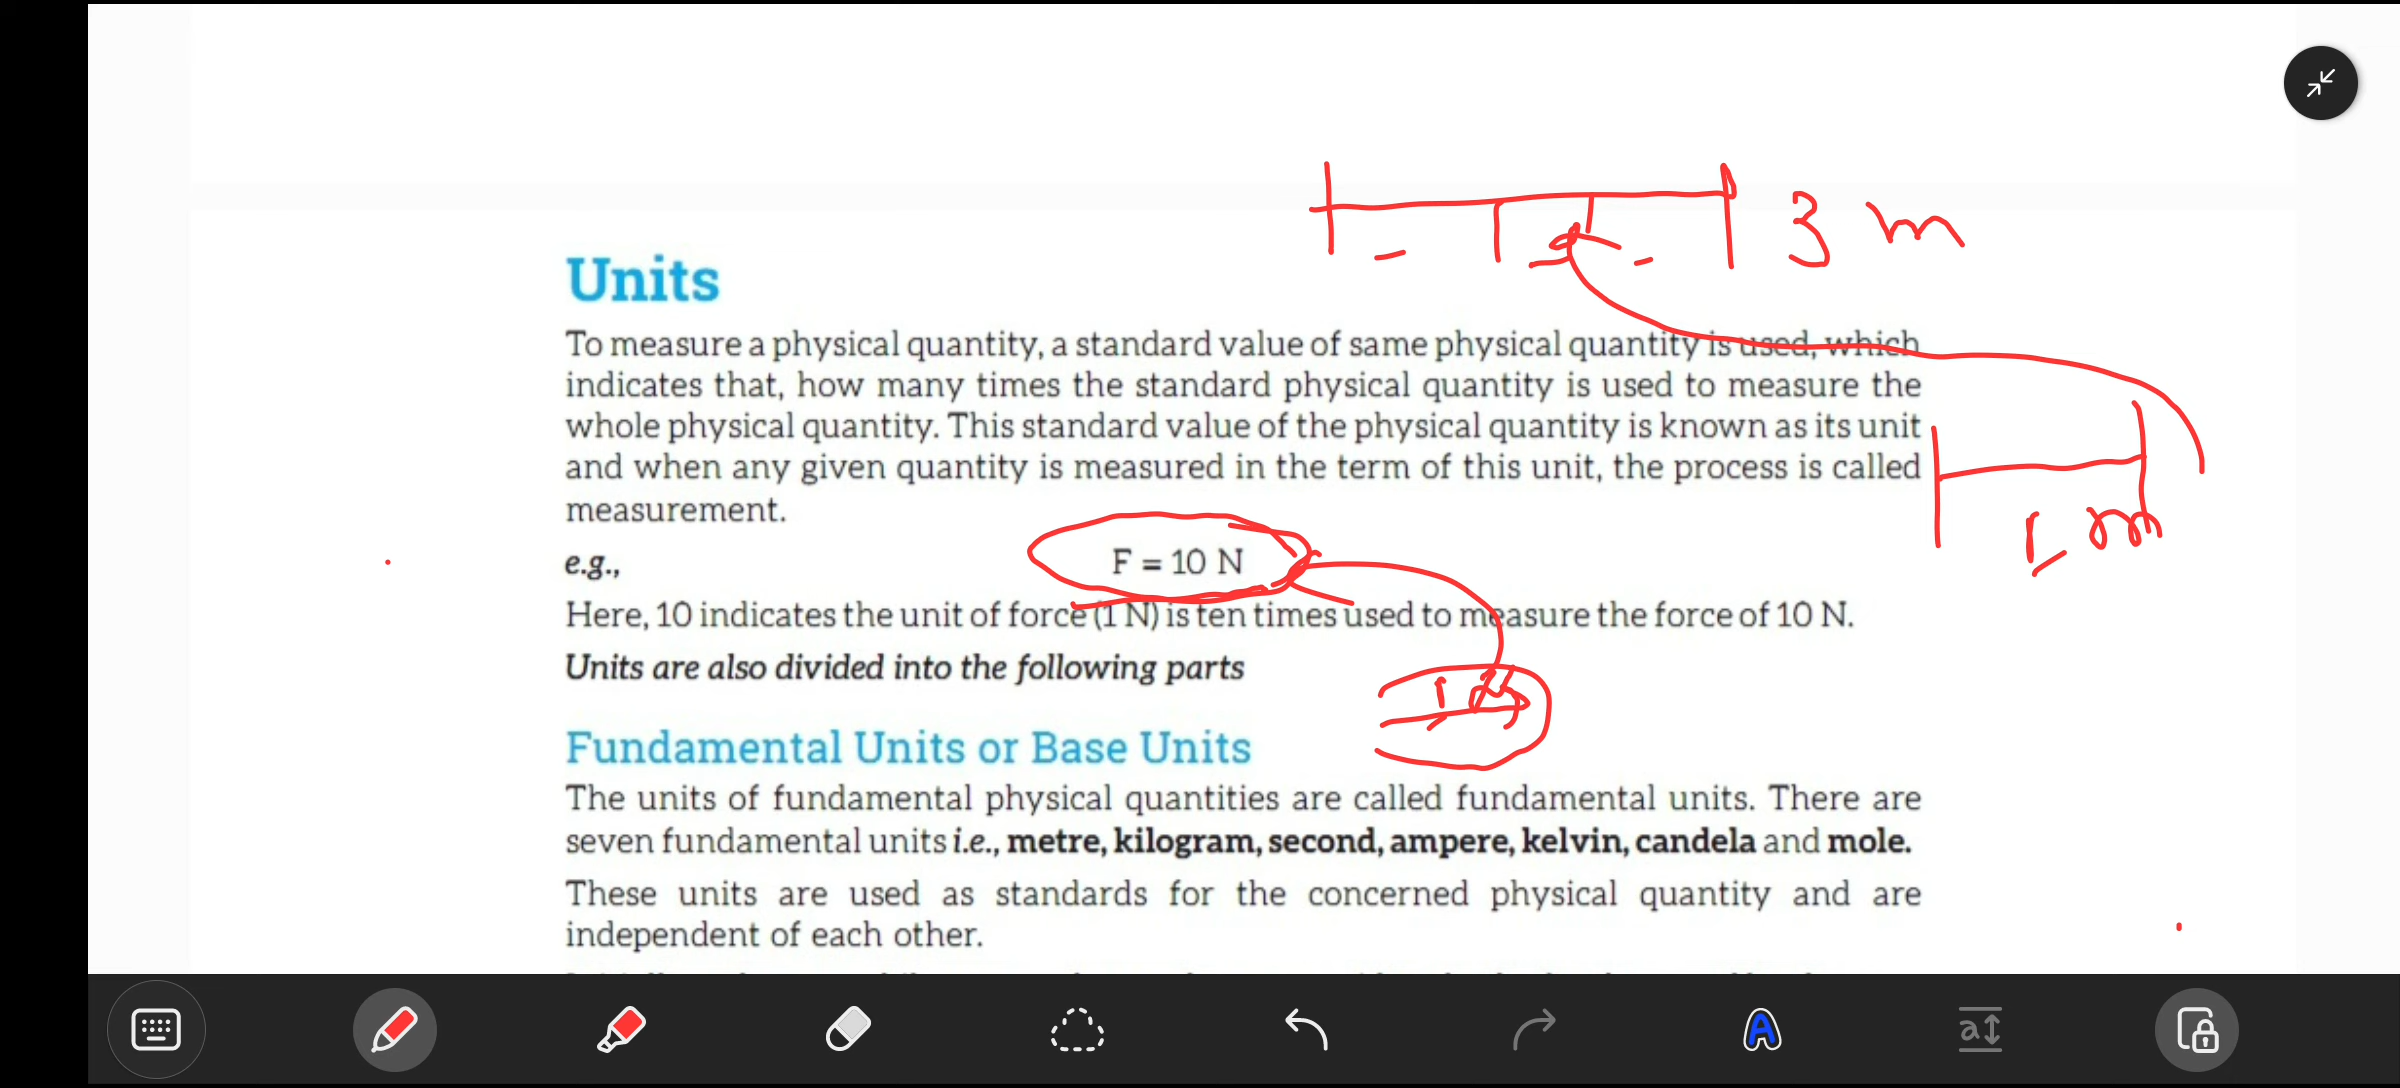 3 m
Units
To measure a physical quantity, a standard value of same physical quantity is used, which
indicates that, how many times the standard physical quantity is used to measure the
whole physical quantity. This standard value of the physical quantity is known as its unit
and when any given quantity is measured in the term of this unit, the process is called
measurement.
1 m
e.g., F = 10 N
Here, 10 indicates the unit of force (1 N) is ten times used to measure the force of 10 N.
Units are also divided into the following parts
1 N
Fundamental Units or Base Units
The units of fundamental physical quantities are called fundamental units. There are
seven fundamental units i.e., metre, kilogram, second, ampere, kelvin, candela and mole.
These units are used as standards for the concerned physical quantity and are
independent of each other.
A
a